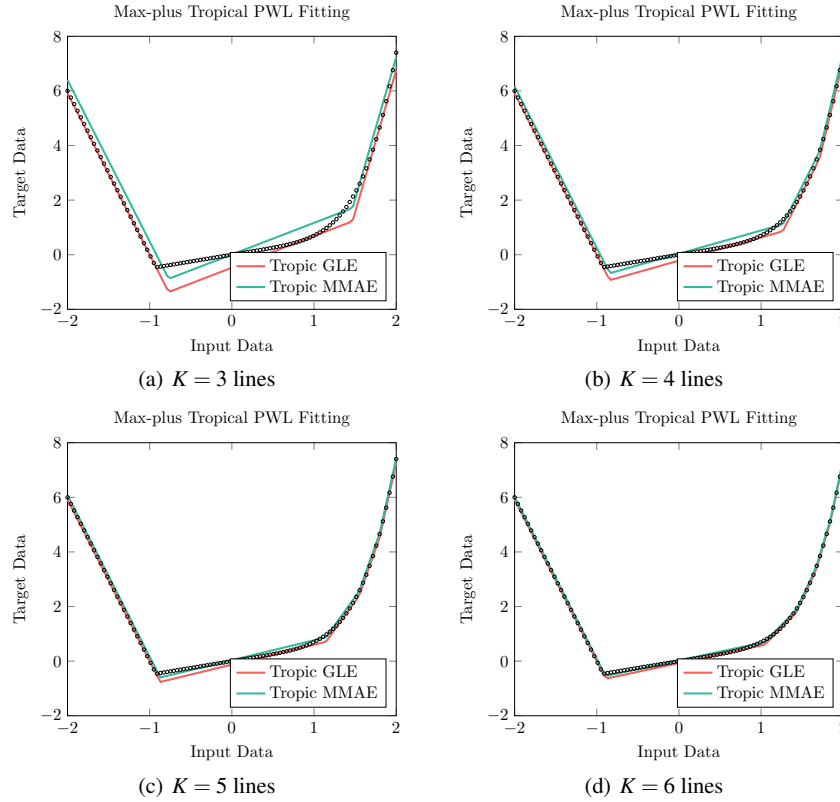 Max-plus Tropical PWL Fitting
8
6
4
2
0
−2
−2
−1
0
1
2
Target Data
Input Data
Tropic GLE
Tropic MMAE
(a) K = 3 lines
Max-plus Tropical PWL Fitting
8
6
4
2
0
−2
−2
−1
0
1
2
Target Data
Input Data
Tropic GLE
Tropic MMAE
(b) K = 4 lines
Max-plus Tropical PWL Fitting
8
6
4
2
0
−2
−2
−1
0
1
2
Target Data
Input Data
Tropic GLE
Tropic MMAE
(c) K = 5 lines
Max-plus Tropical PWL Fitting
8
6
4
2
0
−2
−2
−1
0
1
2
Target Data
Input Data
Tropic GLE
Tropic MMAE
(d) K = 6 lines